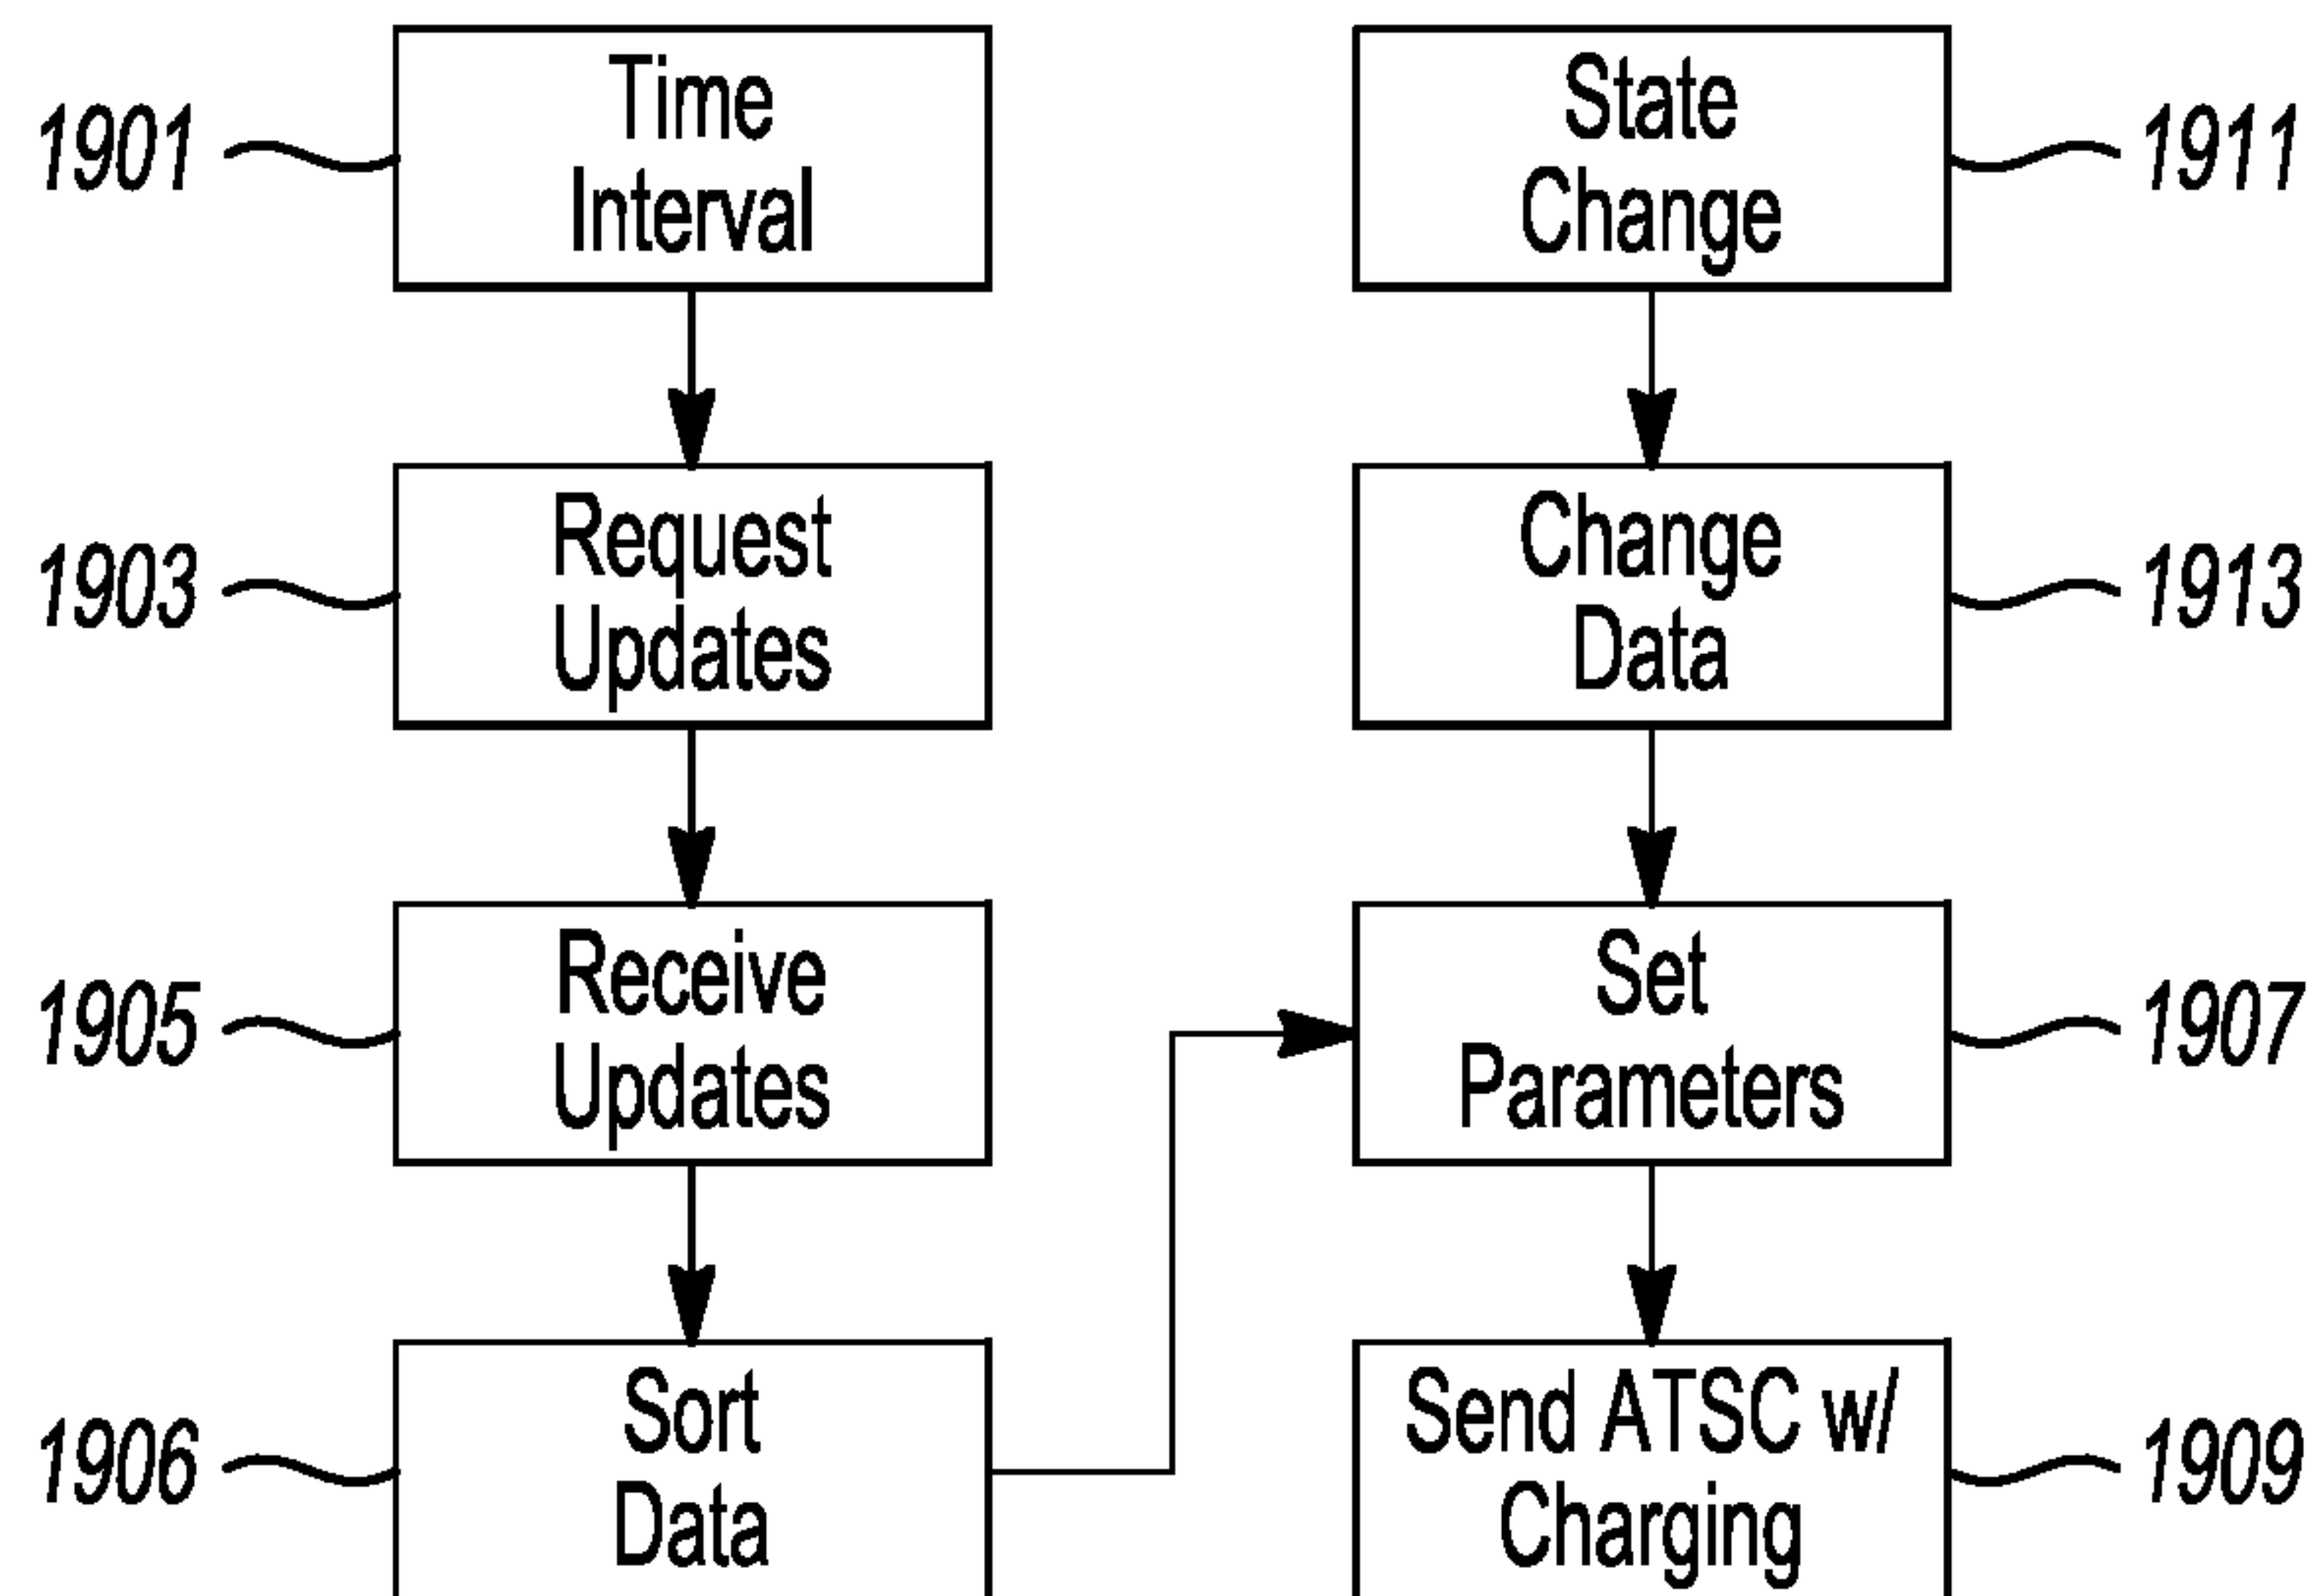 1901
Time
Interval
1903
Request
Updates
1905
Receive
Updates
1906
Sort
Data
State
Change
1911
Change
Data
1913
Set
Parameters
1907
Send ATSC w/
Charging
1909